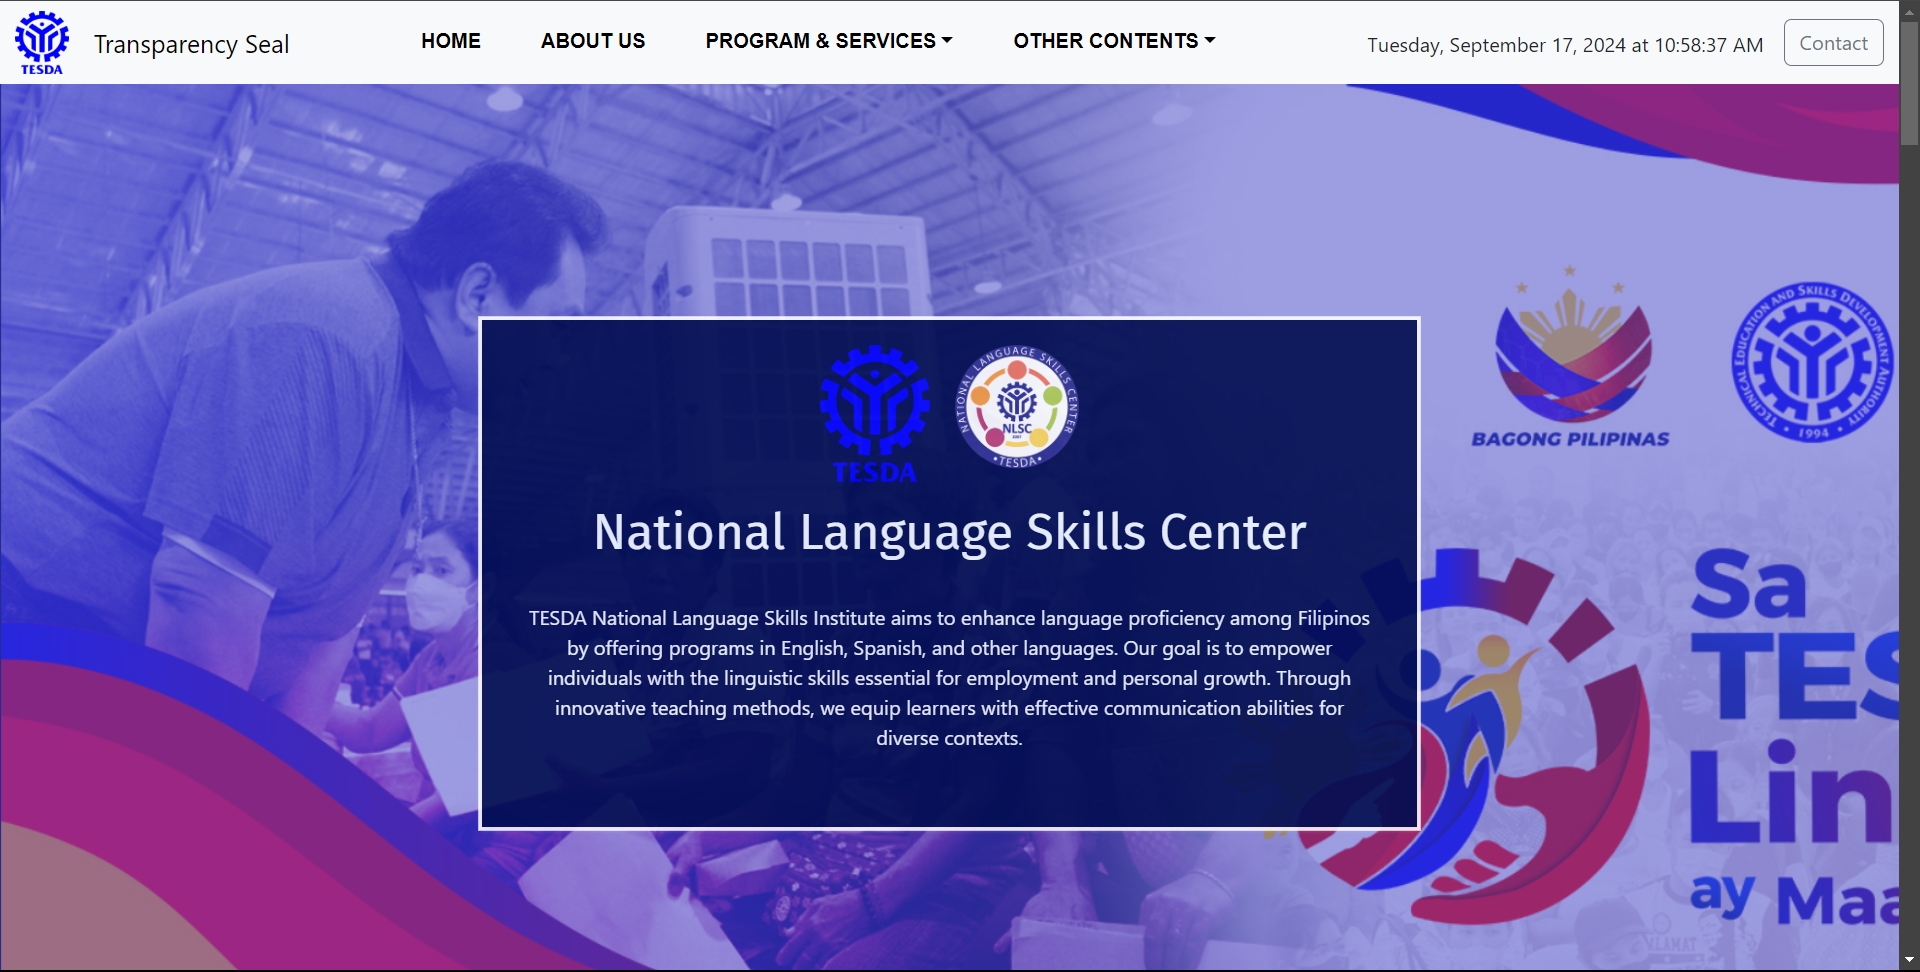 TESDA
Transparency Seal
HOME
ABOUT US
PROGRAM & SERVICES
OTHER CONTENTS
Tuesday, September 17, 2024 at 10:58:37 AM
Contact
BAGONG PILIPINAS
TECHNICAL EDUCATION AND SKILLS DEVELOPMENT AUTHORITY
1994
TESDA
NATIONAL LANGUAGE SKILLS CENTER
NLSC
TESDA
National Language Skills Center
TESDA National Language Skills Institute aims to enhance language proficiency among Filipinos
by offering programs in English, Spanish, and other languages. Our goal is to empower
individuals with the linguistic skills essential for employment and personal growth. Through
innovative teaching methods, we equip learners with effective communication abilities for
diverse contexts.
Sa
TES
Lin
ay Maa